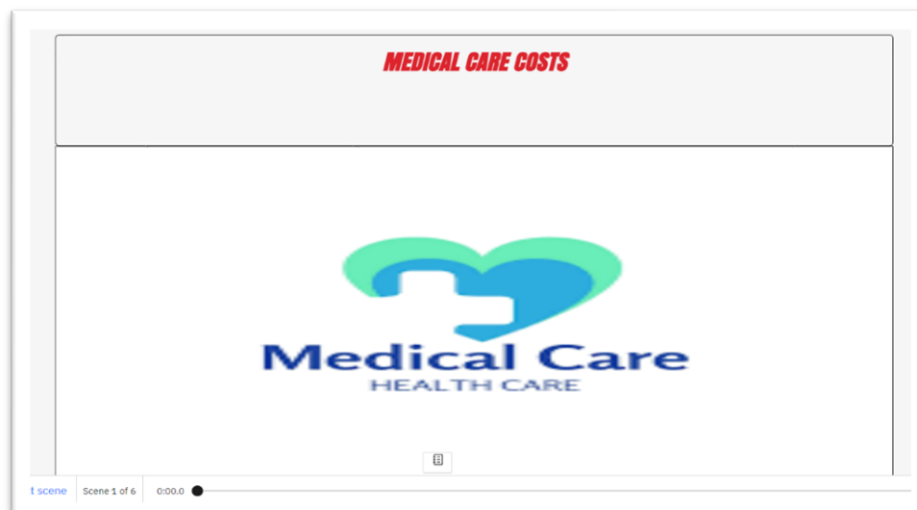 MEDICAL CARE COSTS
Medical Care
HEALTH CARE
t scene Scene 1 of 6 0:00.0